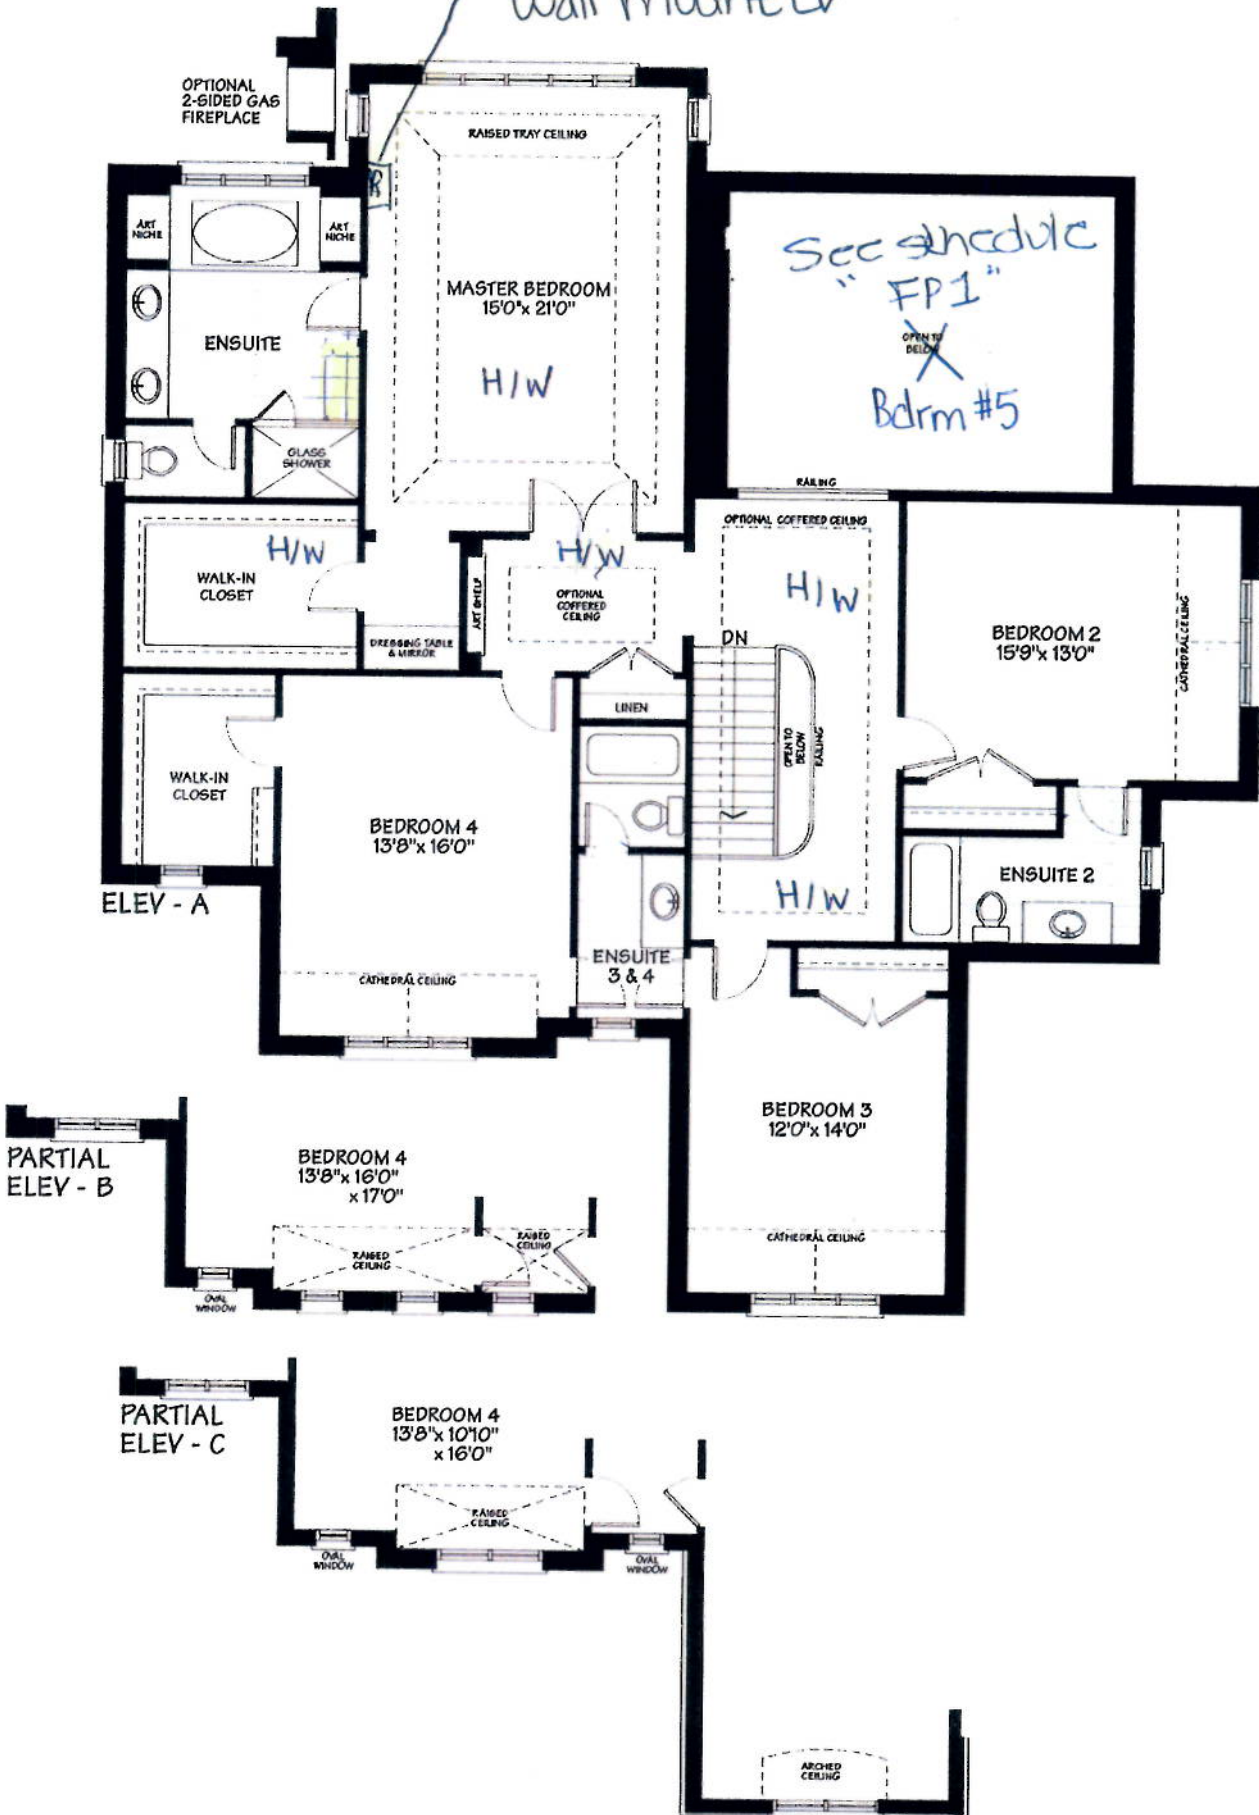 Wall Mount
OPTIONAL
2-SIDED GAS
FIREPLACE
RAISED TRAY CEILING
ART
NICHE
ART
NICHE
R
MASTER BEDROOM
15'0"x 21'0"
ENSUITE
H/W
See schedule
"FP1"
OPEN TO
BELOW
Bdrm #5
GLASS
SHOWER
RAILING
OPTIONAL COFFERED CEILING
H/W
WALK-IN
CLOSET
H/W
ART SHELF
OPTIONAL
COFFERED
CEILING
H/W
DRESSING TABLE
& MIRROR
DN
BEDROOM 2
15'9"x 13'0"
CATHEDRAL CEILING
LINEN
OPEN TO
BELOW
RAILING
WALK-IN
CLOSET
BEDROOM 4
13'8"x 16'0"
ELEV - A
H/W
ENSUITE 2
ENSUITE
3 & 4
CATHEDRAL CEILING
BEDROOM 3
12'0"x 14'0"
PARTIAL
ELEV - B
BEDROOM 4
13'8"x 16'0"
x 17'0"
RAISED
CEILING
RAISED
CEILING
CATHEDRAL CEILING
OVAL
WINDOW
PARTIAL
ELEV - C
BEDROOM 4
13'8"x 10'10"
x 16'0"
RAISED
CEILING
OVAL
WINDOW
OVAL
WINDOW
ARCHED
CEILING